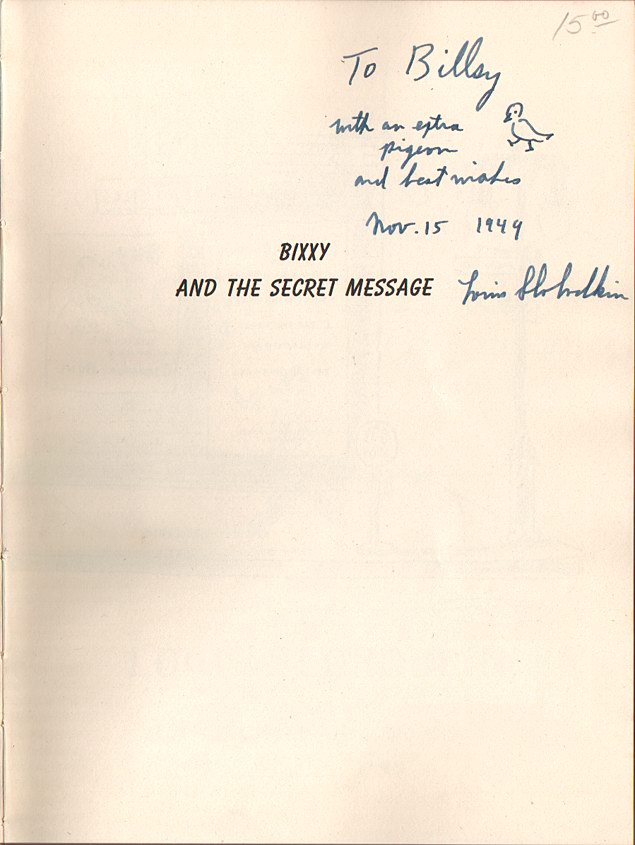 15.00
To Billsy
with an extra
pigeon
and best wishes
Nov. 15 1949
BIXXY
AND THE SECRET MESSAGE
Louis Slobodkin